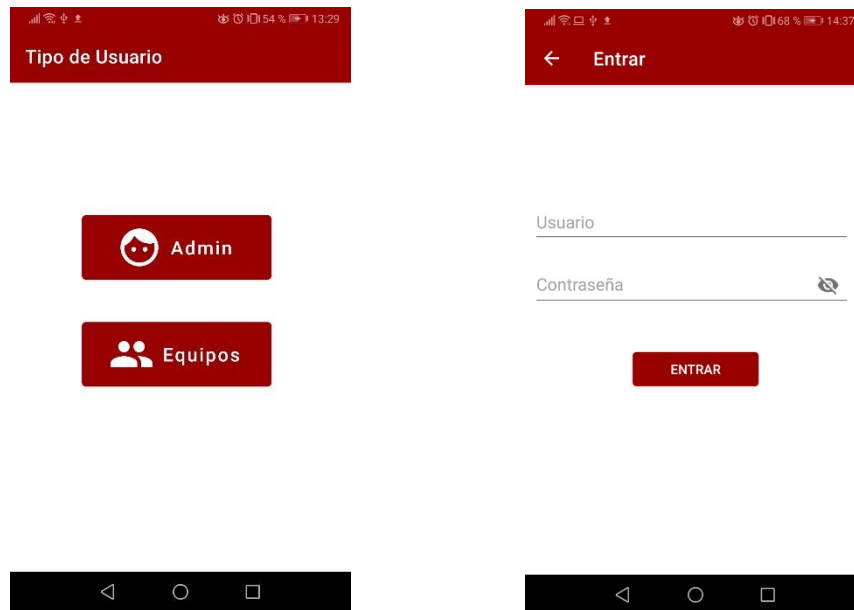 54 % 13:29
Tipo de Usuario
Admin
Equipos
68 % 14:37
Entrar
Usuario
Contraseña
ENTRAR